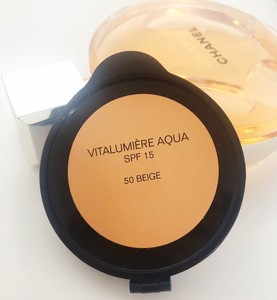 CHANEL
VITALUMIÈRE AQUA
SPF 15
50 BEIGE